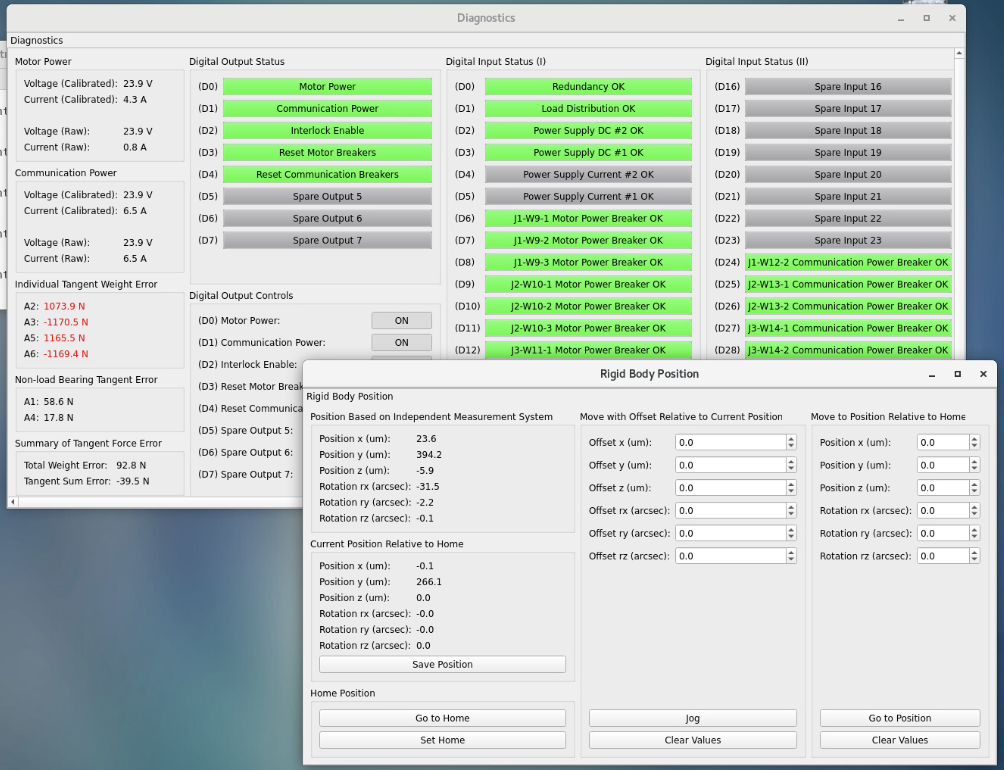 Diagnostics
Diagnostics
Motor Power
Voltage (Calibrated): 23.9 V
Current (Calibrated): 4.3 A
Voltage (Raw): 23.9 V
Current (Raw): 0.8 A
Communication Power
Voltage (Calibrated): 23.9 V
Current (Calibrated): 6.5 A
Voltage (Raw): 23.9 V
Current (Raw): 6.5 A
Individual Tangent Weight Error
A2: 1073.9 N
A3: -1170.5 N
A5: 1165.5 N
A6: -1169.4 N
Non-load Bearing Tangent Error
A1: 58.6 N
A4: 17.8 N
Summary of Tangent Force Error
Total Weight Error: 92.8 N
Tangent Sum Error: -39.5 N
Digital Output Status
(D0) Motor Power
(D1) Communication Power
(D2) Interlock Enable
(D3) Reset Motor Breakers
(D4) Reset Communication Breakers
(D5) Spare Output 5
(D6) Spare Output 6
(D7) Spare Output 7
Digital Output Controls
(D0) Motor Power: ON
(D1) Communication Power: ON
(D2) Interlock Enable:
(D3) Reset Motor Break
(D4) Reset Communica
(D5) Spare Output 5:
(D6) Spare Output 6:
(D7) Spare Output 7:
Digital Input Status (I)
(D0) Redundancy OK
(D1) Load Distribution OK
(D2) Power Supply DC #2 OK
(D3) Power Supply DC #1 OK
(D4) Power Supply Current #2 OK
(D5) Power Supply Current #1 OK
(D6) J1-W9-1 Motor Power Breaker OK
(D7) J1-W9-2 Motor Power Breaker OK
(D8) J1-W9-3 Motor Power Breaker OK
(D9) J2-W10-1 Motor Power Breaker OK
(D10) J2-W10-2 Motor Power Breaker OK
(D11) J2-W10-3 Motor Power Breaker OK
(D12) J3-W11-1 Motor Power Breaker OK
Digital Input Status (II)
(D16) Spare Input 16
(D17) Spare Input 17
(D18) Spare Input 18
(D19) Spare Input 19
(D20) Spare Input 20
(D21) Spare Input 21
(D22) Spare Input 22
(D23) Spare Input 23
(D24) J1-W12-2 Communication Power Breaker OK
(D25) J2-W13-1 Communication Power Breaker OK
(D26) J2-W13-2 Communication Power Breaker OK
(D27) J3-W14-1 Communication Power Breaker OK
(D28) J3-W14-2 Communication Power Breaker OK
Rigid Body Position
Rigid Body Position
Position Based on Independent Measurement System
Position x (um): 23.6
Position y (um): 394.2
Position z (um): -5.9
Rotation rx (arcsec): -31.5
Rotation ry (arcsec): -2.2
Rotation rz (arcsec): -0.1
Current Position Relative to Home
Position x (um): -0.1
Position y (um): 266.1
Position z (um): 0.0
Rotation rx (arcsec): -0.0
Rotation ry (arcsec): -0.0
Rotation rz (arcsec): 0.0
Save Position
Home Position
Go to Home
Set Home
Move with Offset Relative to Current Position
Offset x (um): 0.0
Offset y (um): 0.0
Offset z (um): 0.0
Offset rx (arcsec): 0.0
Offset ry (arcsec): 0.0
Offset rz (arcsec): 0.0
Jog
Clear Values
Move to Position Relative to Home
Position x (um): 0.0
Position y (um): 0.0
Position z (um): 0.0
Rotation rx (arcsec): 0.0
Rotation ry (arcsec): 0.0
Rotation rz (arcsec): 0.0
Go to Position
Clear Values